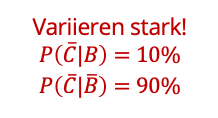 Variieren stark!
P(C̄|B) = 10%
P(C̄|B̄) = 90%